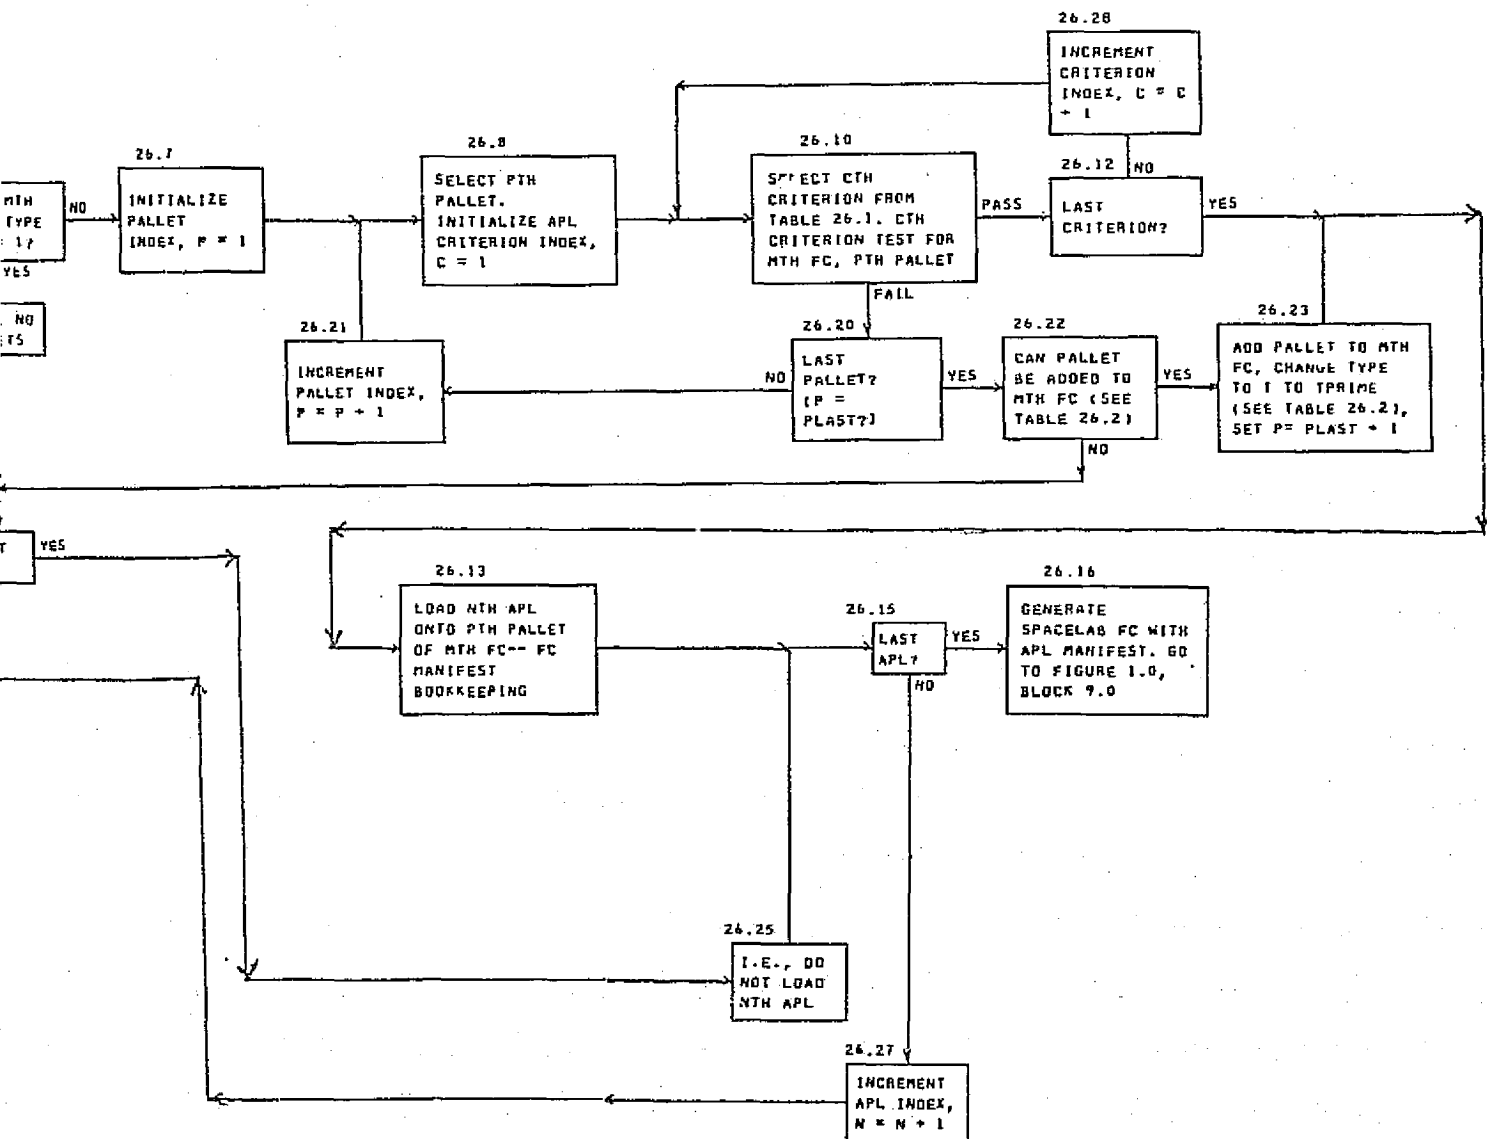 26.28
INCREMENT
CRITERION
INDEX, C = C
+ 1
26.7
INITIALIZE
PALLET
INDEX, P = 1
26.8
SELECT PTH
PALLET.
INITIALIZE APL
CRITERION INDEX,
C = 1
26.10
CTH
CRITERION FROM
TABLE 26.1. CTH
CRITERION TEST FOR
MTH FC, PTH PALLET
PASS
FAIL
26.12
NO
LAST
CRITERION?
YES
MTH
TYPE
1?
NO
YES
NO
TS
26.21
INCREMENT
PALLET INDEX,
P = P + 1
26.20
LAST
PALLET?
(P =
PLAST?)
NO
YES
26.22
CAN PALLET
BE ADDED TO
MTH FC (SEE
TABLE 26.2)
YES
NO
26.23
ADD PALLET TO MTH
FC, CHANGE TYPE
TO T TO TPRIME
(SEE TABLE 26.2),
SET P= PLAST + 1
T
YES
26.13
LOAD NTH APL
ONTO PTH PALLET
OF MTH FC-- FC
MANIFEST
BOOKKEEPING
26.15
LAST
APL?
YES
NO
26.16
GENERATE
SPACELAB FC WITH
APL MANIFEST. GO
TO FIGURE 1.0,
BLOCK 9.0
26.25
I.E., DO
NOT LOAD
NTH APL
26.27
INCREMENT
APL INDEX,
N = N + 1